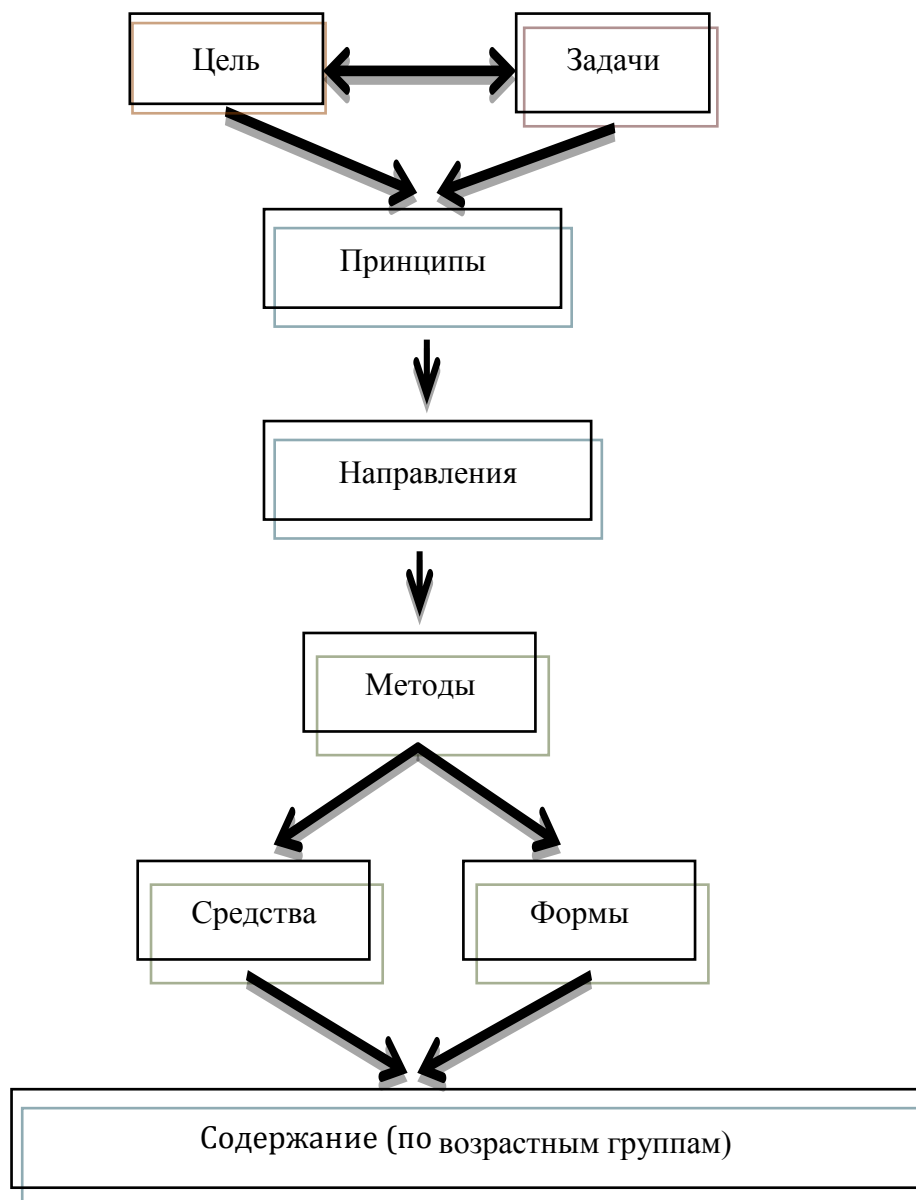 Цель
Задачи
Принципы
Направления
Методы
Средства
Формы
Содержание (по возрастным группам)